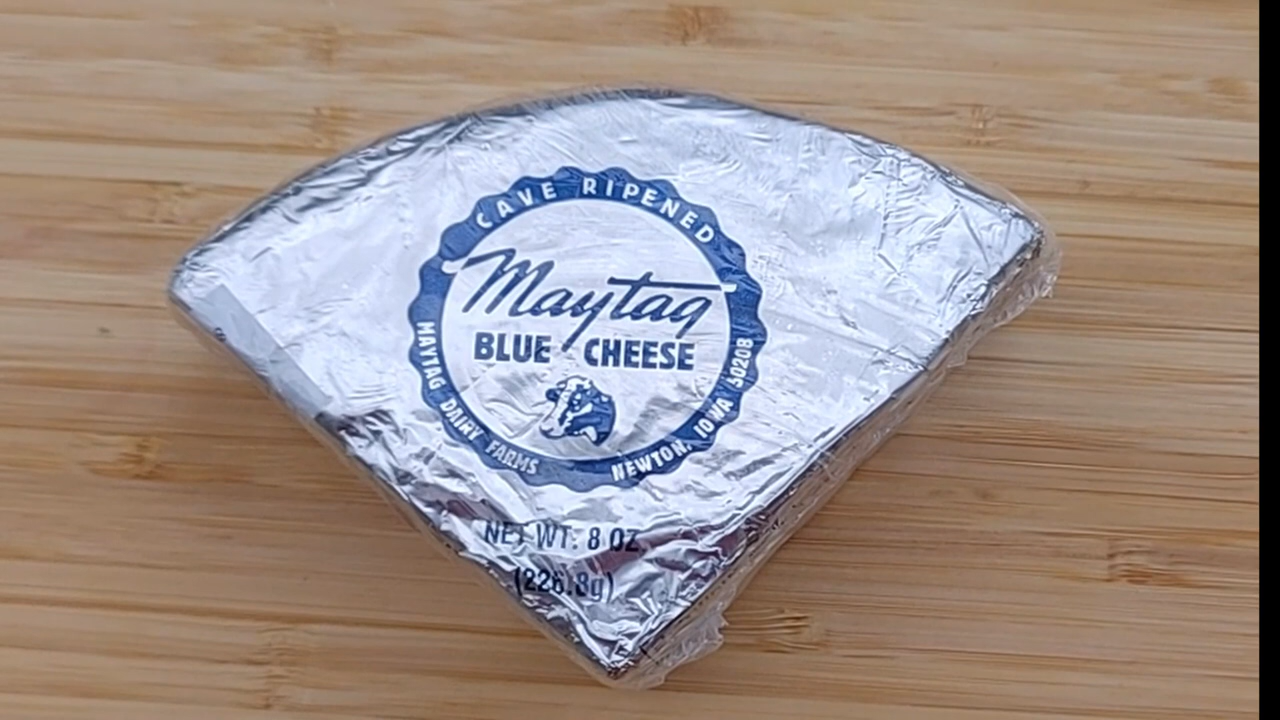 CAVE RIPENED
Maytag
BLUE CHEESE
MAYTAG DAIRY FARMS
NEWTON, IOWA 50208
NET WT. 8 OZ.
(226.8g)